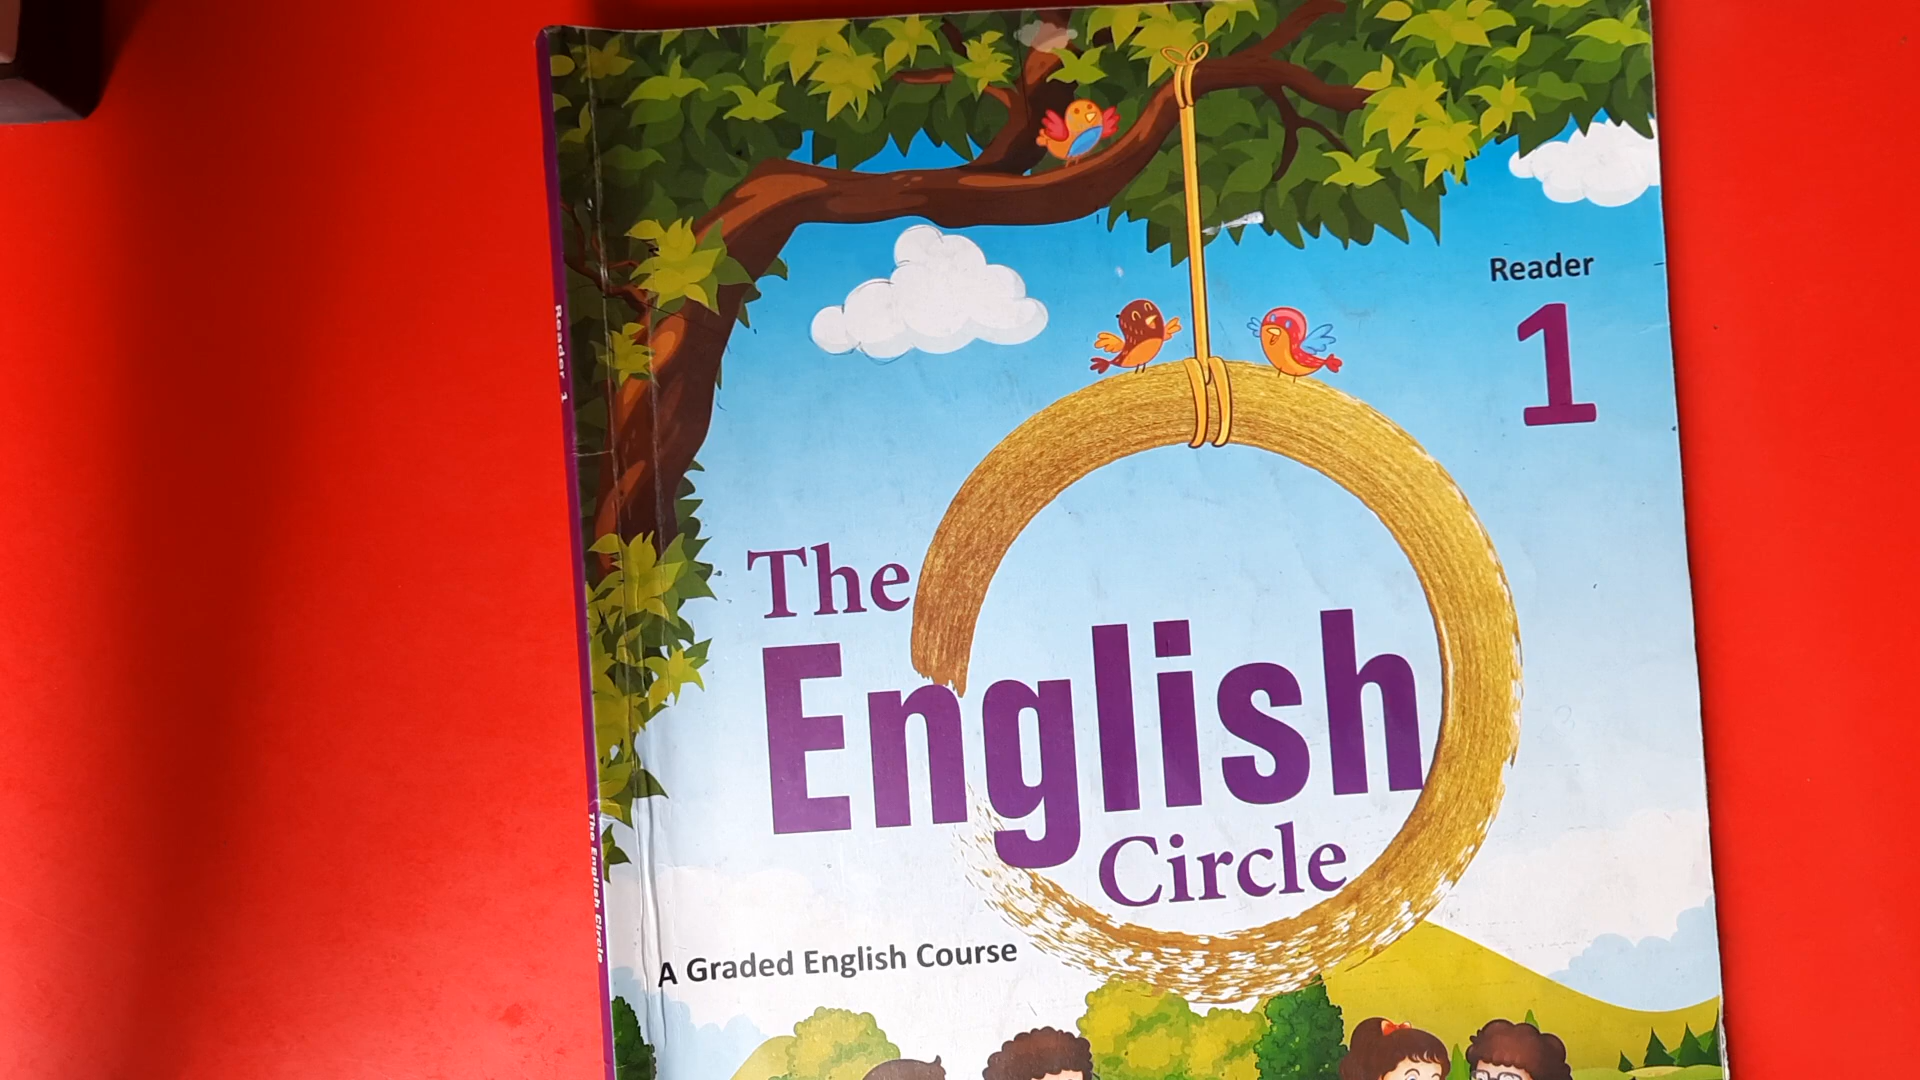 Reader
1
The
English
Circle
A Graded English Course
Reader 1
The English Circle